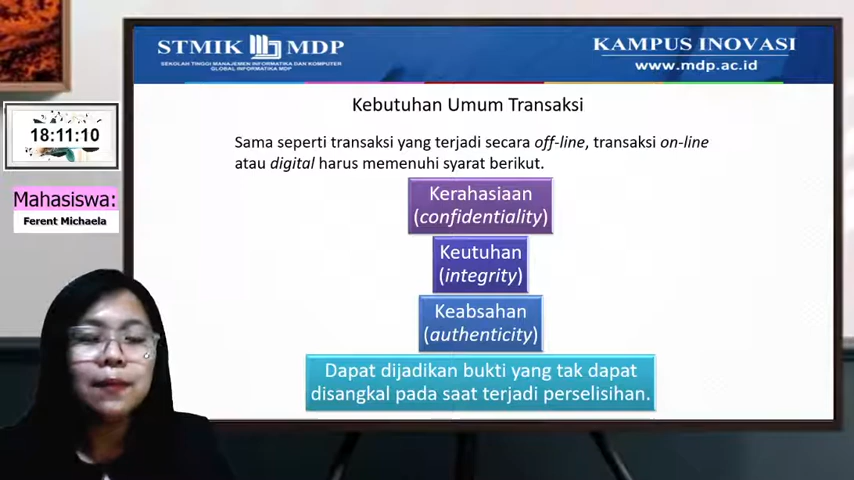 STMIK MDP
SEKOLAH TINGGI MANAJEMEN INFORMATIKA DAN KOMPUTER
GLOBAL INFORMATIKA MDP
KAMPUS INOVASI
www.mdp.ac.id
18:11:10
Mahasiswa:
Ferent Michaela
Kebutuhan Umum Transaksi
Sama seperti transaksi yang terjadi secara off-line, transaksi on-line
atau digital harus memenuhi syarat berikut.
Kerahasiaan
(confidentiality)
Keutuhan
(integrity)
Keabsahan
(authenticity)
Dapat dijadikan bukti yang tak dapat
disangkal pada saat terjadi perselisihan.